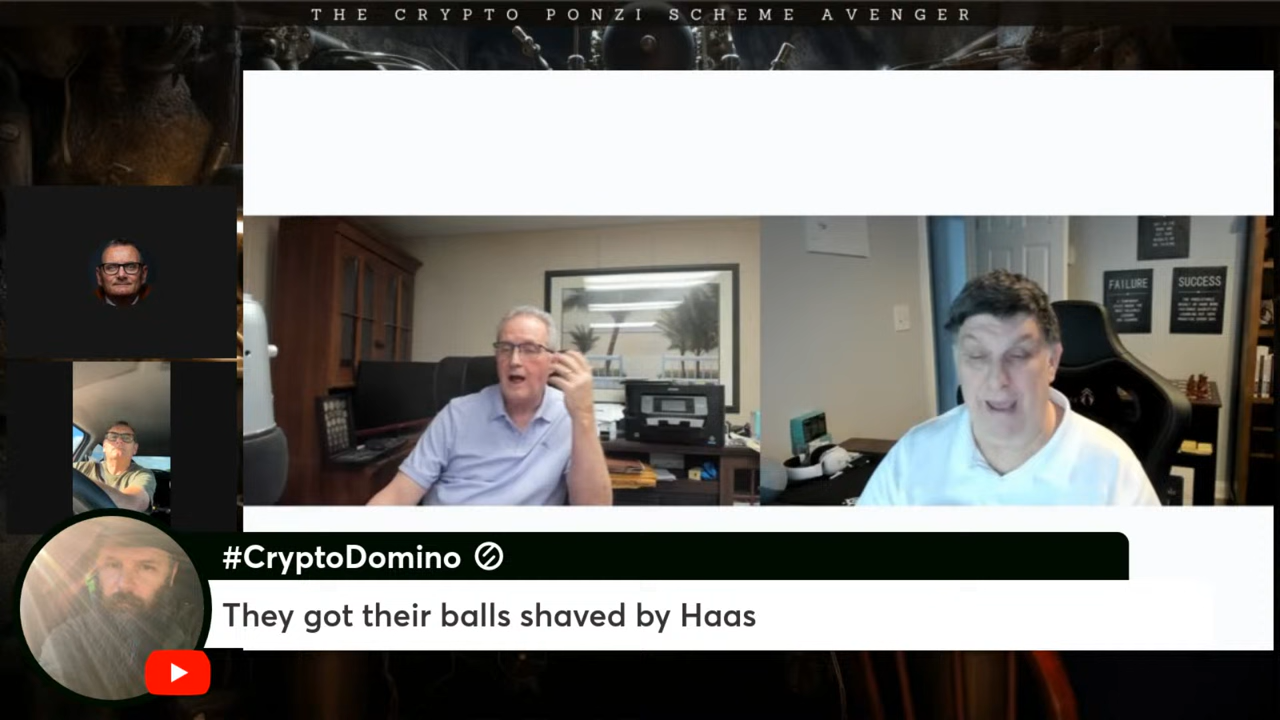 THE CRYPTO PONZI SCHEME AVENGER
FAILURE
SUCCESS
#CryptoDomino
They got their balls shaved by Haas